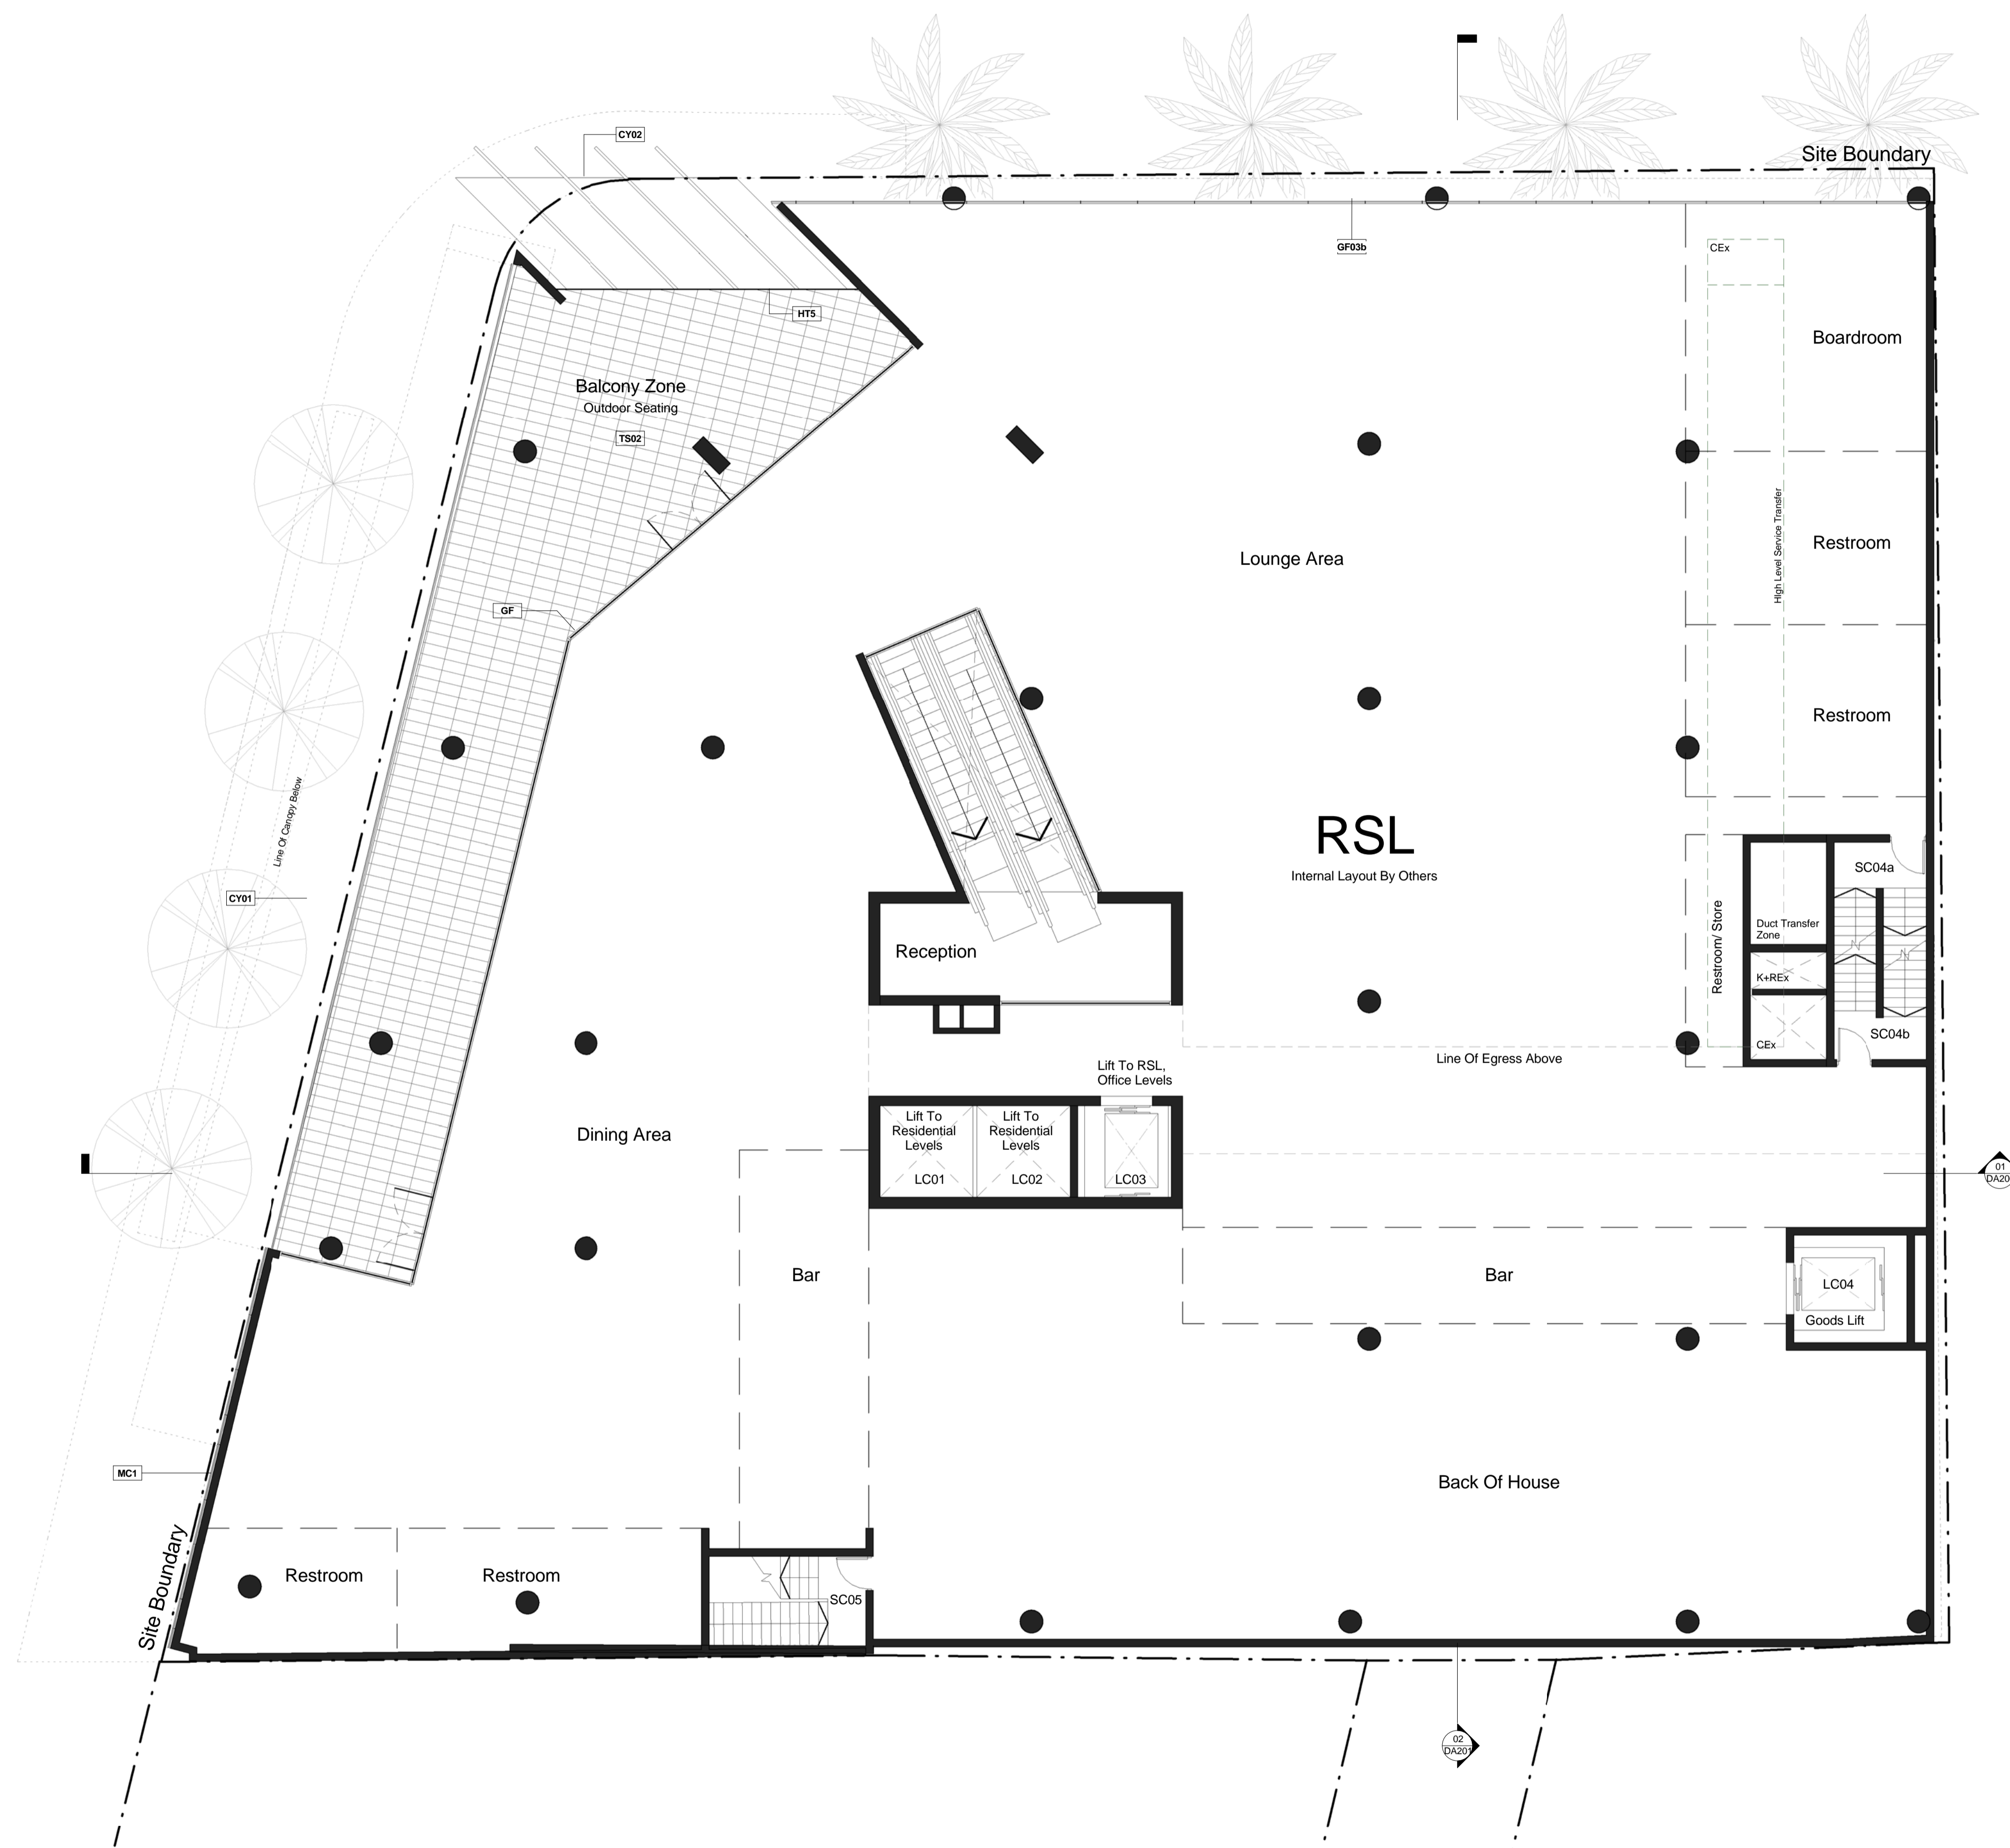 CY02
Site Boundary
GF03b
CEx
HT5
Boardroom
Balcony Zone
Outdoor Seating
TS02
High Level Service Transfer
Restroom
Lounge Area
GF
Restroom
Line Of Canopy Below
RSL
Internal Layout By Others
SC04a
CY01
Restroom/ Store
Duct Transfer
Zone
Reception
K+REx
SC04b
CEx
Line Of Egress Above
Lift To RSL,
Office Levels
Lift To
Residential
Levels
LC01
Lift To
Residential
Levels
LC02
LC03
Dining Area
01
DA20
Bar
Bar
LC04
Goods Lift
MC1
Back Of House
Site Boundary
Restroom
Restroom
SC05
02
DA201